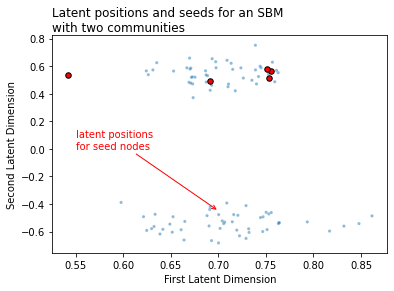 Latent positions and seeds for an SBM
with two communities
0.8
0.6
0.4
0.2
0.0
−0.2
−0.4
−0.6
Second Latent Dimension
latent positions
for seed nodes
0.55 0.60 0.65 0.70 0.75 0.80 0.85
First Latent Dimension